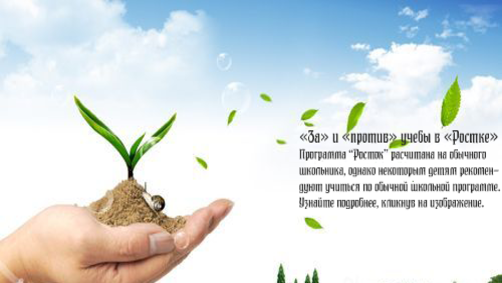 «За» и «против» учебы в «Ростке»
Программа "Росток" расчитана на обычного
школьника, однако некоторым детям рекомен-
дуют учиться по обычной школьной программе.
Узнайте подробнее, кликнув на изображение.